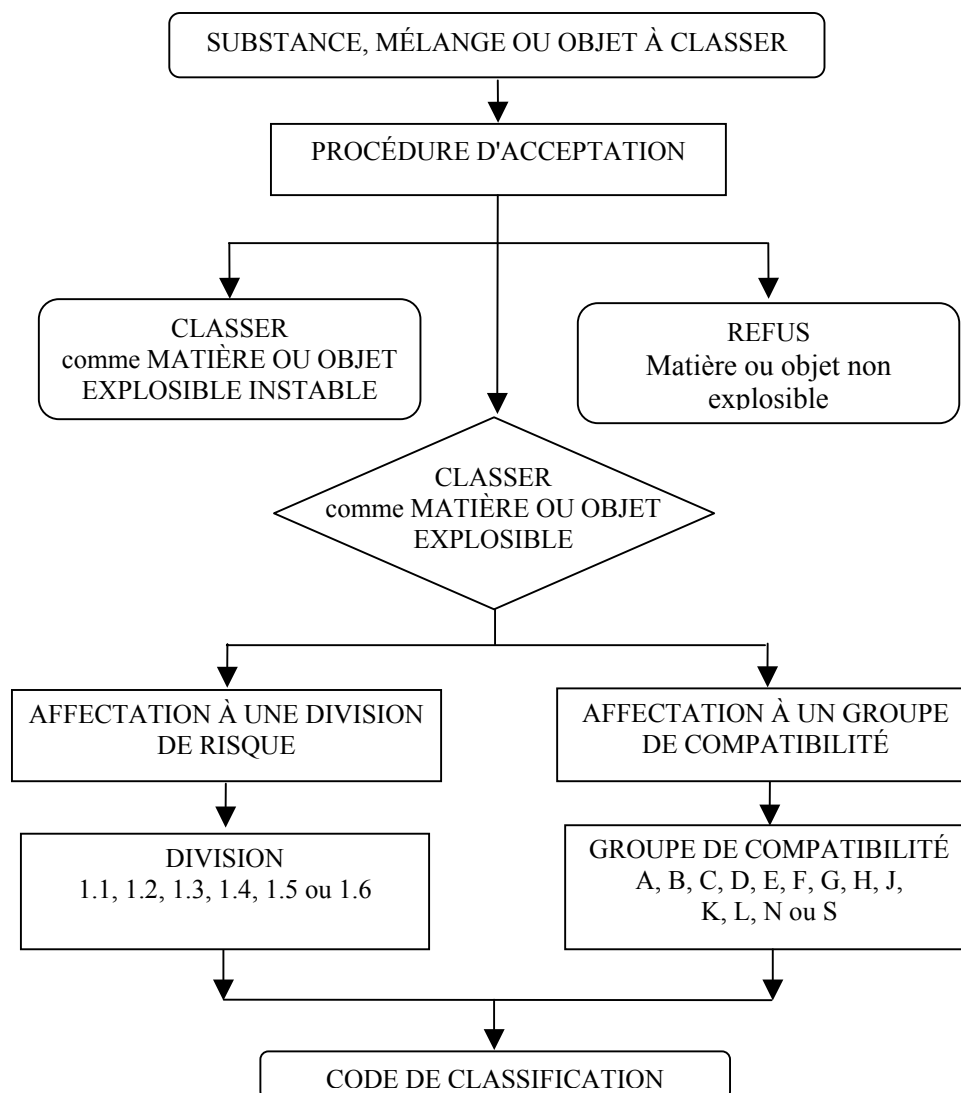 SUBSTANCE, MÉLANGE OU OBJET À CLASSER
PROCÉDURE D'ACCEPTATION
CLASSER
comme MATIÈRE OU OBJET
EXPLOSIBLE INSTABLE
REFUS
Matière ou objet non
explosible
CLASSER
comme MATIÈRE OU OBJET
EXPLOSIBLE
AFFECTATION À UNE DIVISION
DE RISQUE
AFFECTATION À UN GROUPE
DE COMPATIBILITÉ
DIVISION
1.1, 1.2, 1.3, 1.4, 1.5 ou 1.6
GROUPE DE COMPATIBILITÉ
A, B, C, D, E, F, G, H, J,
K, L, N ou S
CODE DE CLASSIFICATION